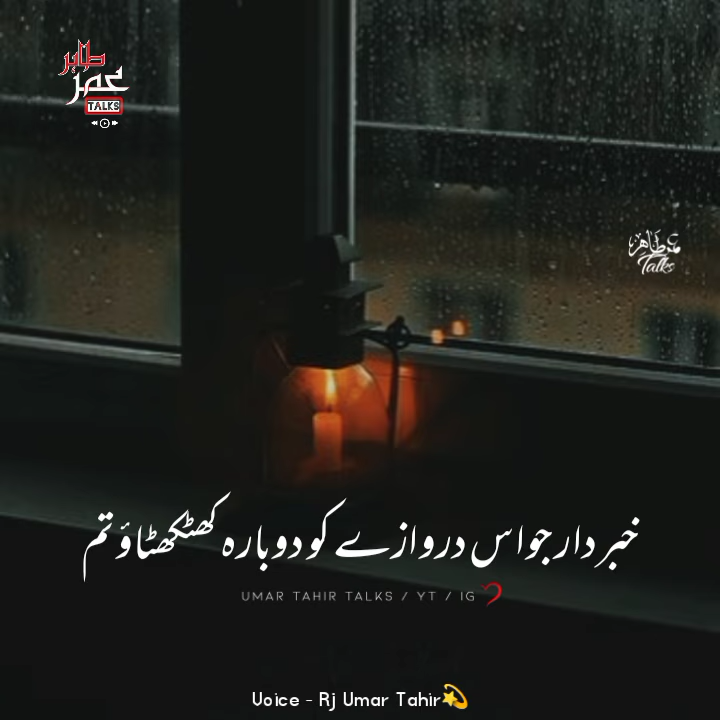 طاہر
عمر
TALKS
عمر طاہر
Talks
خبردار جو اس دروازے کو دوبارہ کھٹکھٹاؤ تم
UMAR TAHIR TALKS / YT / IG
Voice - Rj Umar Tahir💫